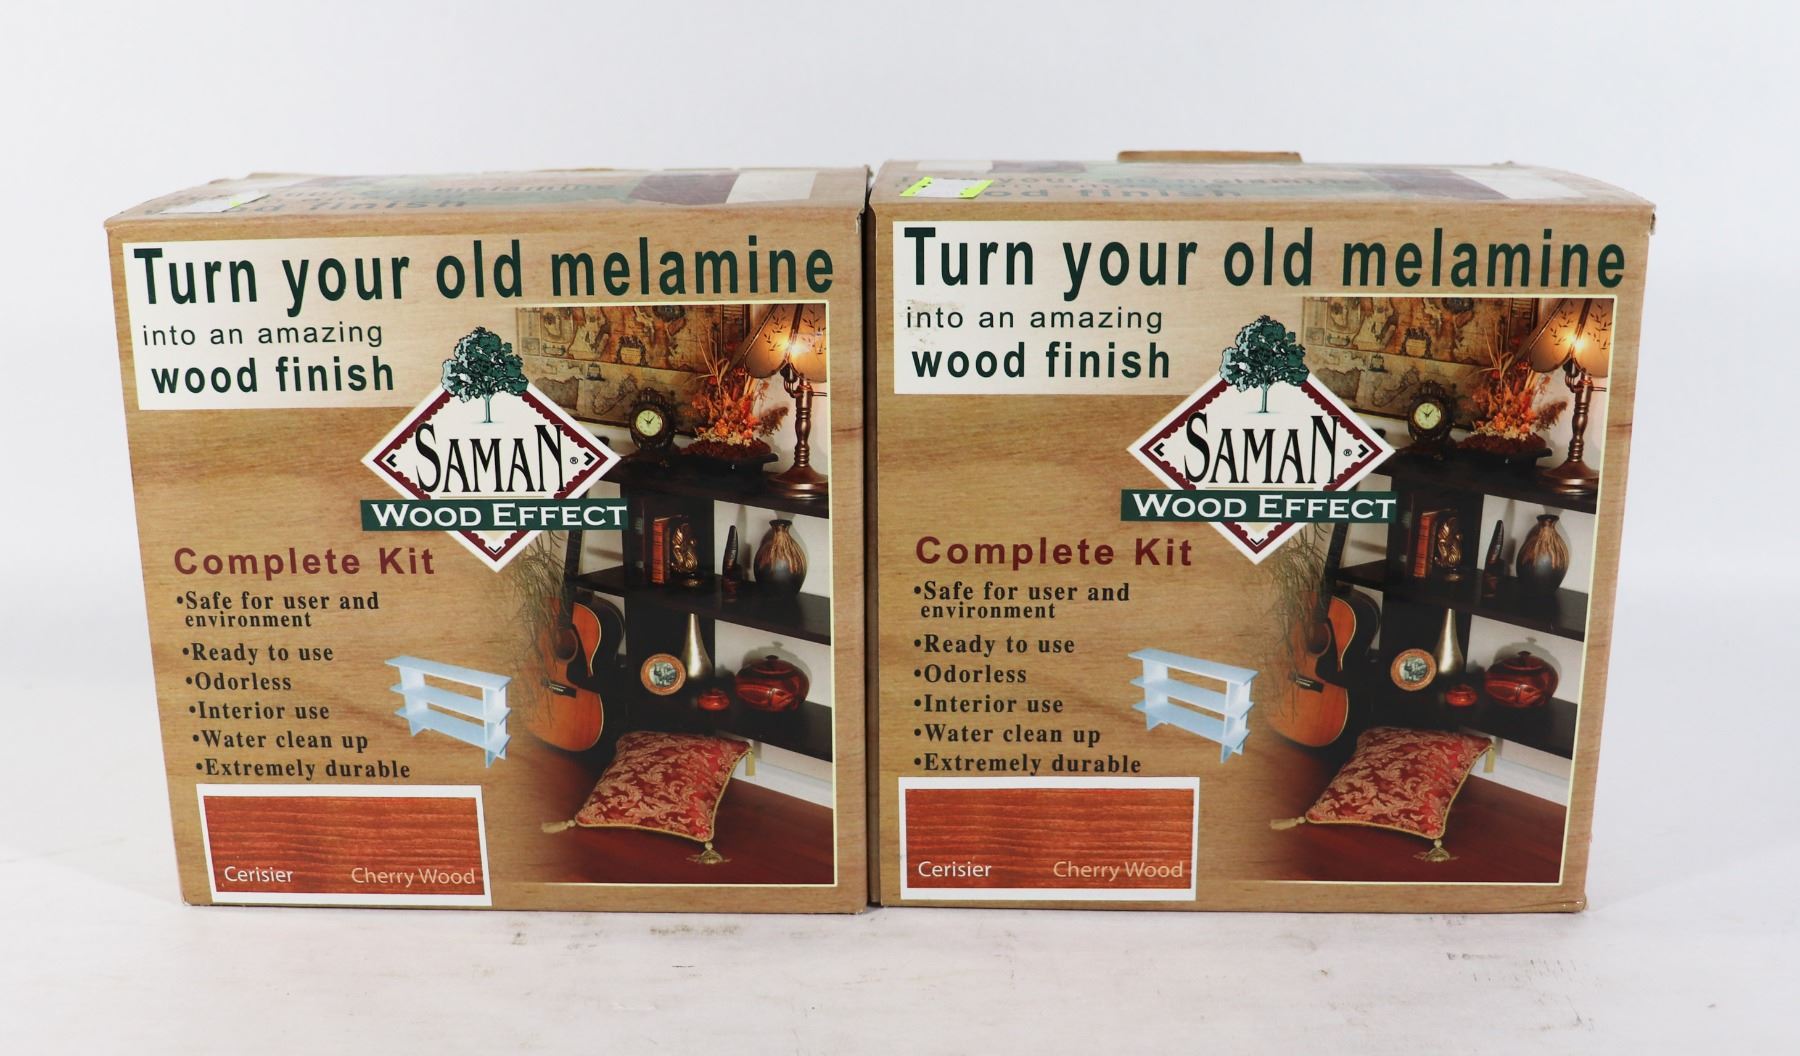 Turn your old melamine
into an amazing
wood finish
SAMAN®
WOOD EFFECT
Complete Kit
•Safe for user and
environment
•Ready to use
•Odorless
•Interior use
•Water clean up
•Extremely durable
Cerisier Cherry Wood
wood finish
Turn your old melamine
into an amazing
wood finish
SAMAN®
WOOD EFFECT
Complete Kit
•Safe for user and
environment
•Ready to use
•Odorless
•Interior use
•Water clean up
•Extremely durable
Cerisier Cherry Wood